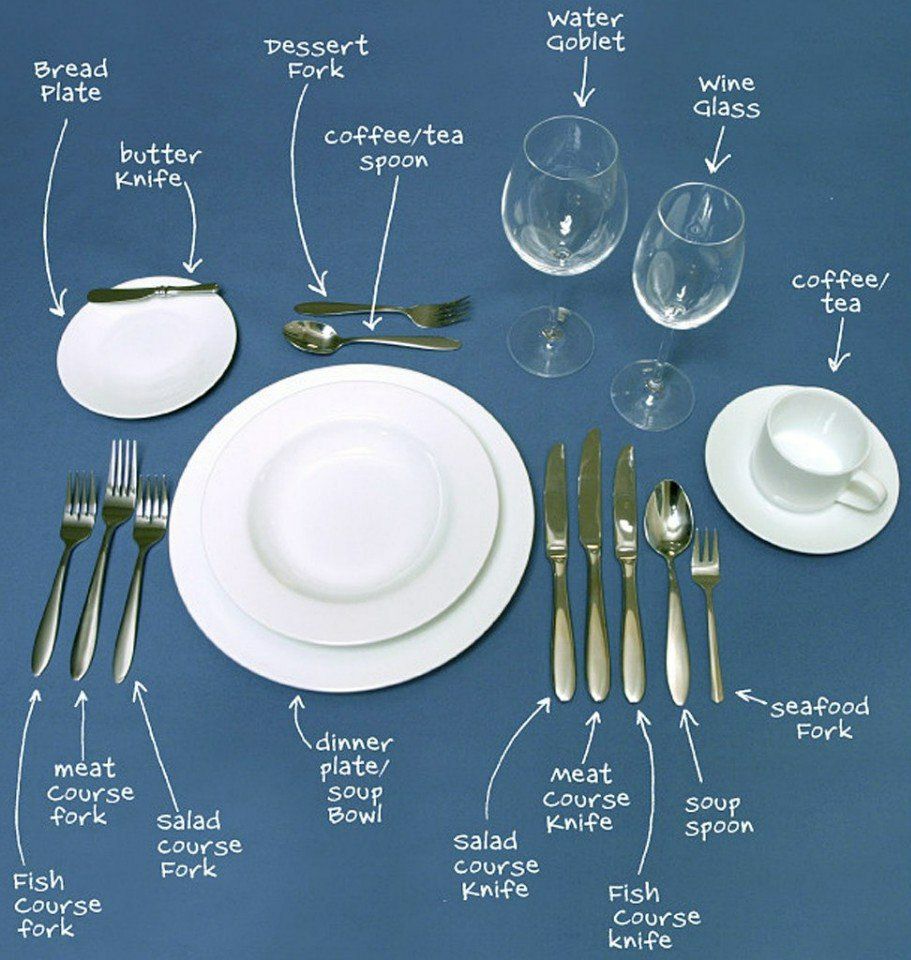 Water
Goblet
Dessert
Fork
Bread
Plate
Wine
Glass
coffee/tea
spoon
butter
Knife
coffee/
tea
seafood
Fork
dinner
plate/
soup
Bowl
meat
Course
fork
Meat
Course
Knife
soup
spoon
Salad
course
Fork
Salad
course
Knife
Fish
Course
fork
Fish
Course
knife